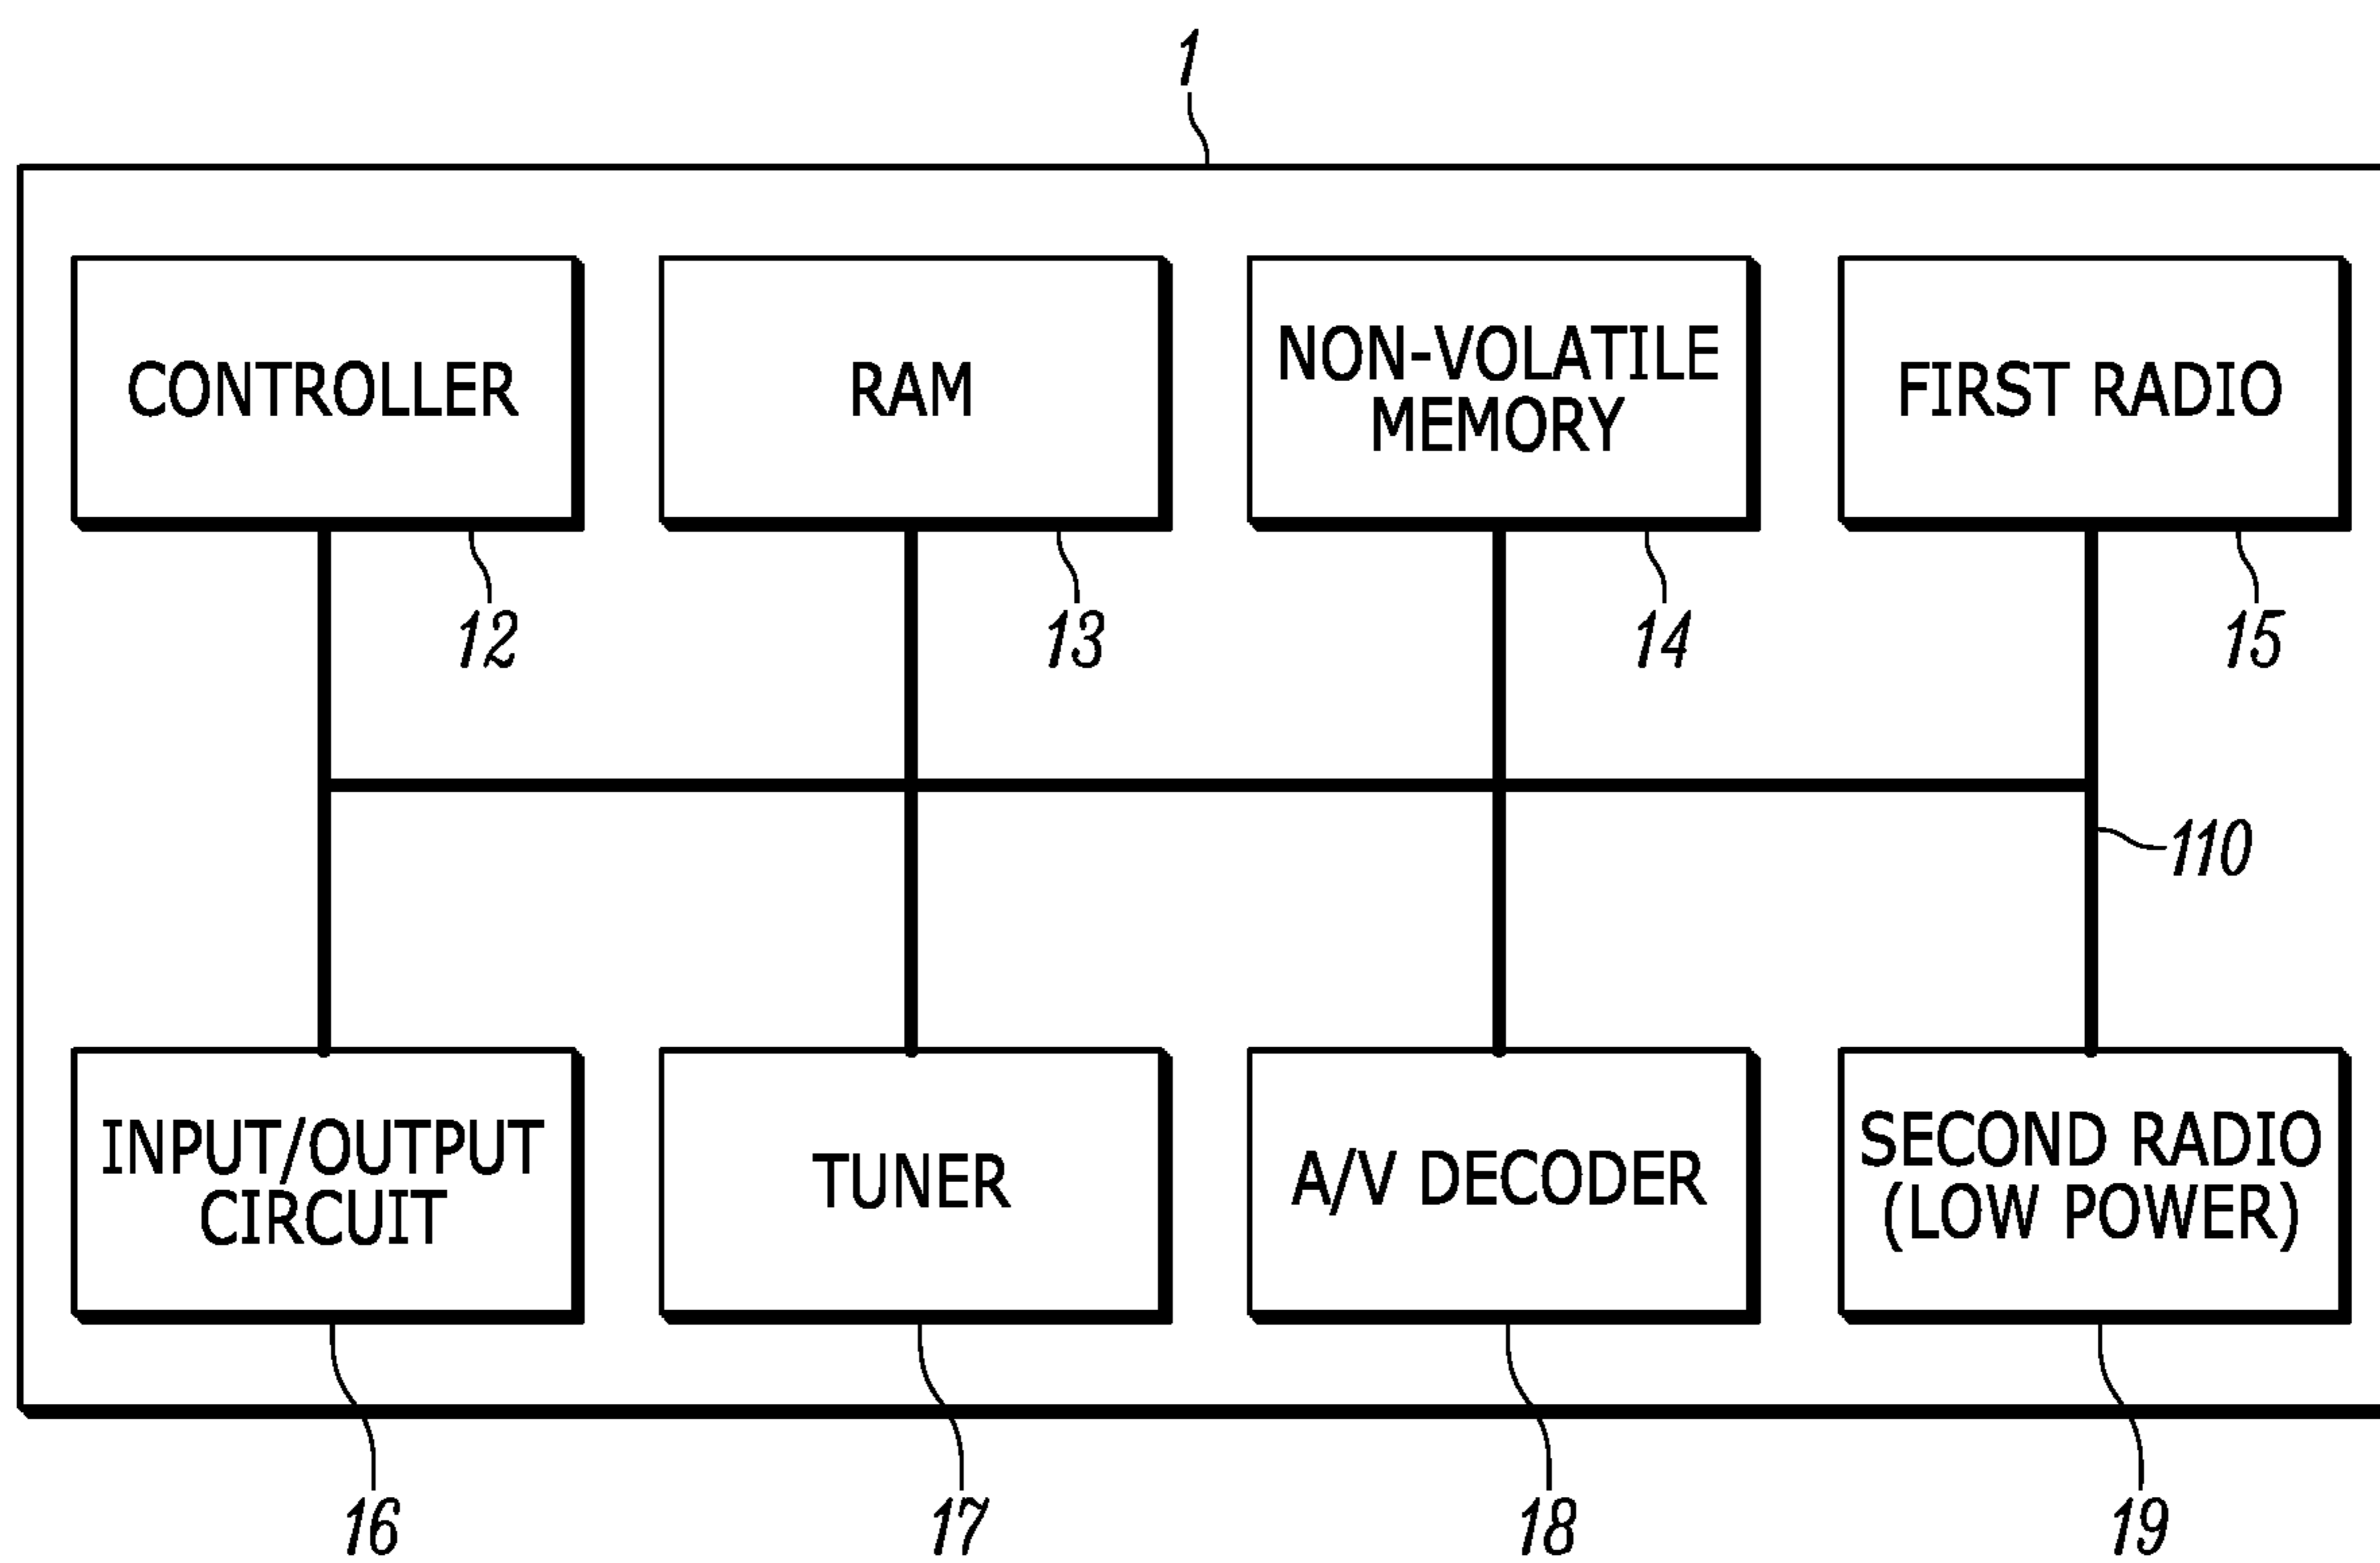 1
CONTROLLER
RAM
NON-VOLATILE
MEMORY
FIRST RADIO
12
13
14
15
110
INPUT/OUTPUT
CIRCUIT
TUNER
A/V DECODER
SECOND RADIO
(LOW POWER)
16
17
18
19